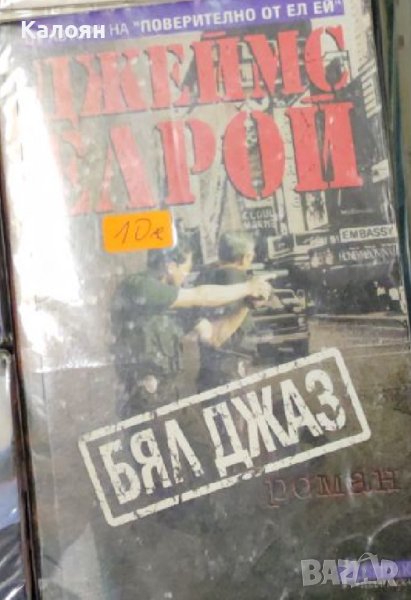 Калоян
НА "ПОВЕРИТЕЛНО ОТ ЕЛ ЕЙ"
ДЖЕЙМС
ЕЛРОЙ
10лв
EMBASSY
БЯЛ ДЖАЗ
роман
bazar